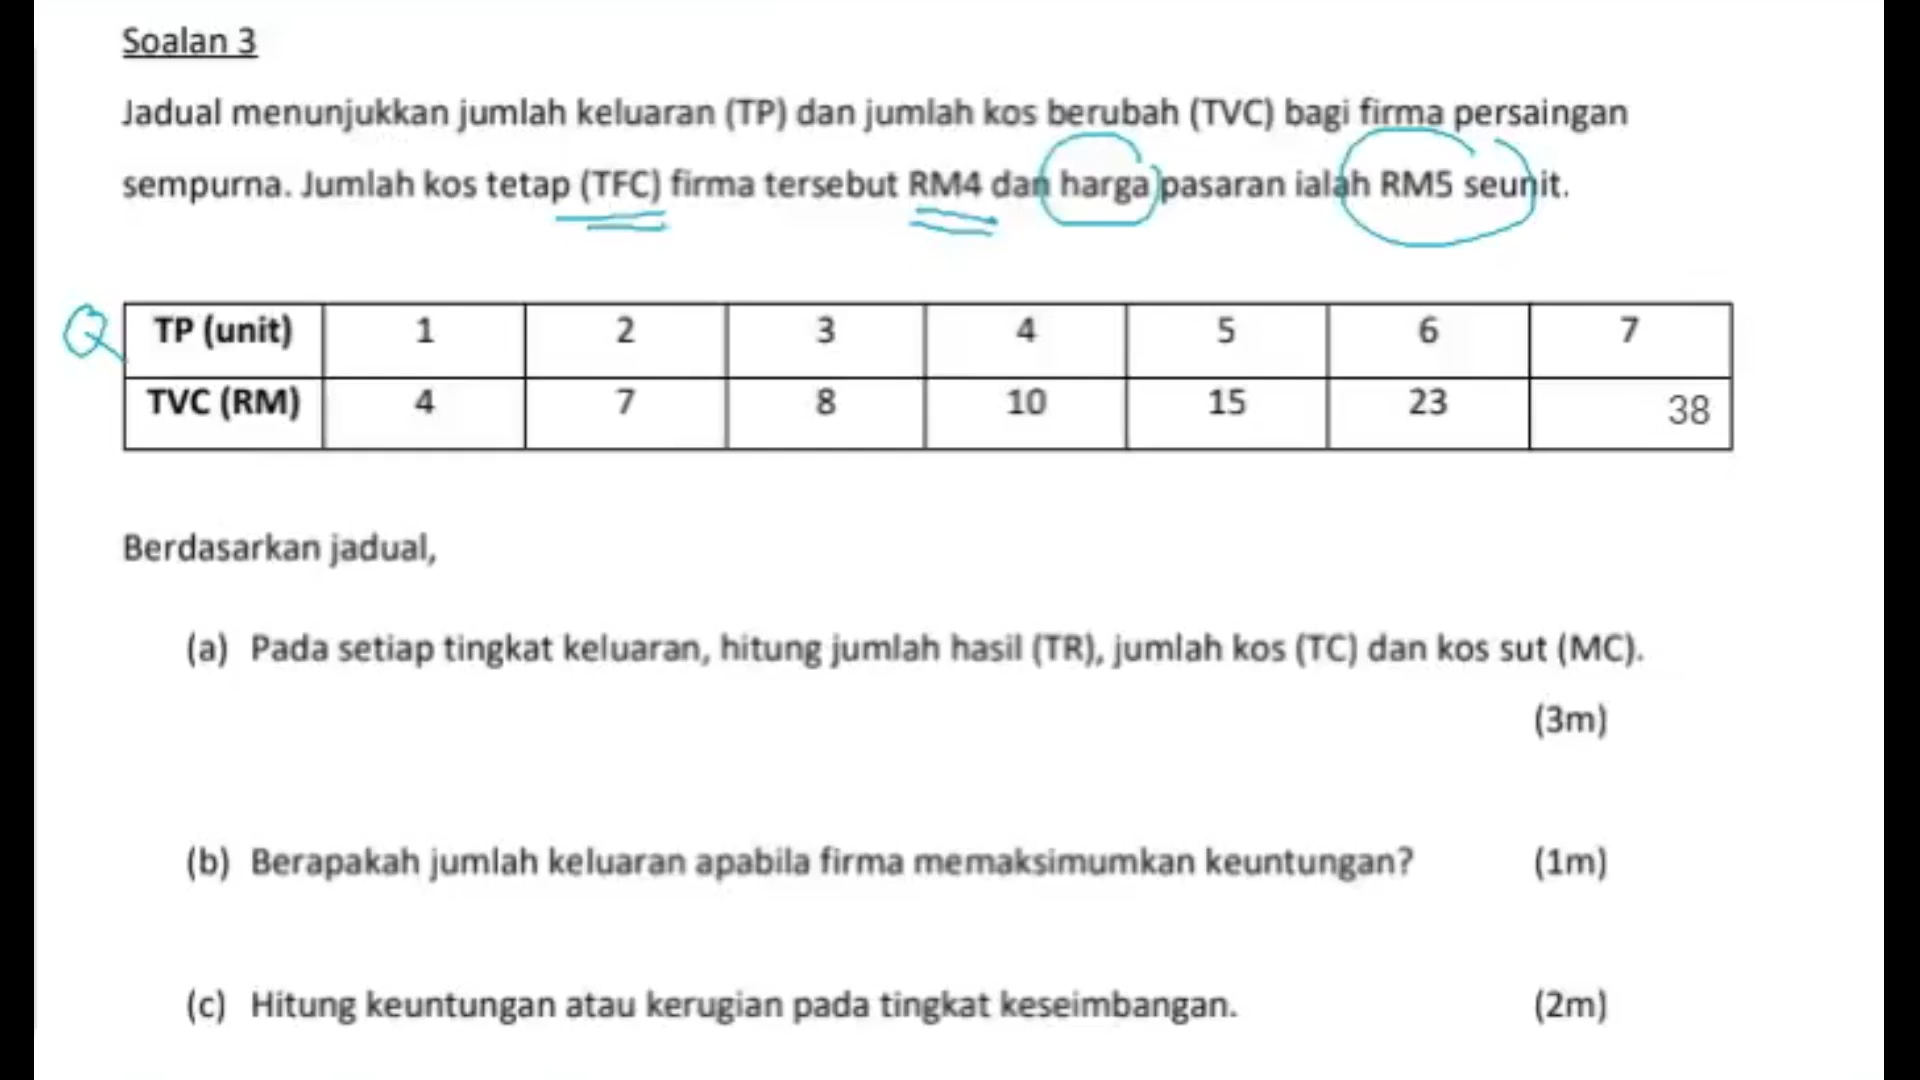 Soalan 3
Jadual menunjukkan jumlah keluaran (TP) dan jumlah kos berubah (TVC) bagi firma persaingan
sempurna. Jumlah kos tetap (TFC) firma tersebut RM4 dan harga pasaran ialah RM5 seunit.
Q TP (unit) 1 2 3 4 5 6 7
TVC (RM) 4 7 8 10 15 23 38
Berdasarkan jadual,
(a) Pada setiap tingkat keluaran, hitung jumlah hasil (TR), jumlah kos (TC) dan kos sut (MC).
(3m)
(b) Berapakah jumlah keluaran apabila firma memaksimumkan keuntungan? (1m)
(c) Hitung keuntungan atau kerugian pada tingkat keseimbangan. (2m)